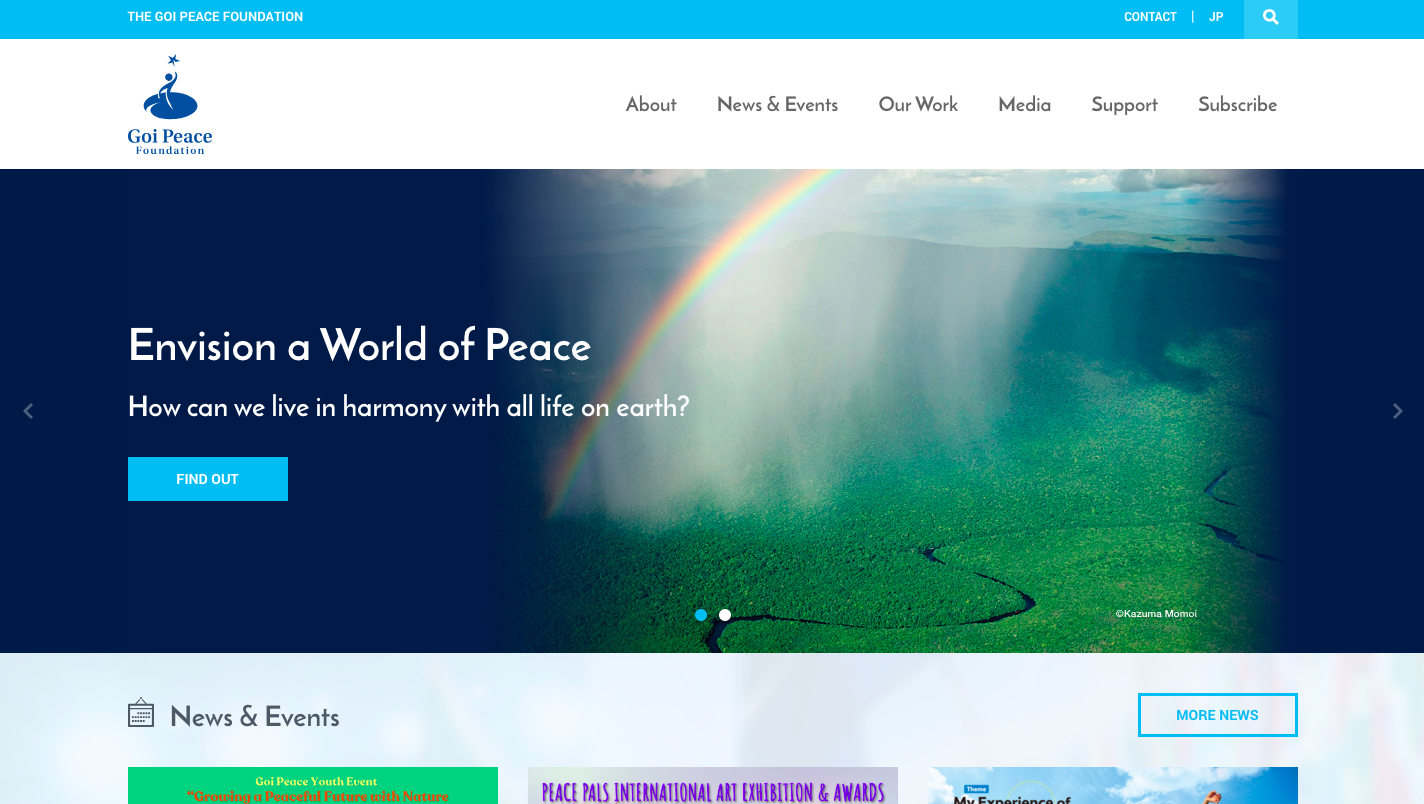 THE GOI PEACE FOUNDATION
CONTACT | JP
Goi Peace
Foundation
About News & Events Our Work Media Support Subscribe
Envision a World of Peace
How can we live in harmony with all life on earth?
FIND OUT
©Kazuma Momoi
News & Events
MORE NEWS
Goi Peace Youth Event
"Growing a Peaceful Future with Nature
PEACE PALS INTERNATIONAL ART EXHIBITION & AWARDS
Theme
My Experience of